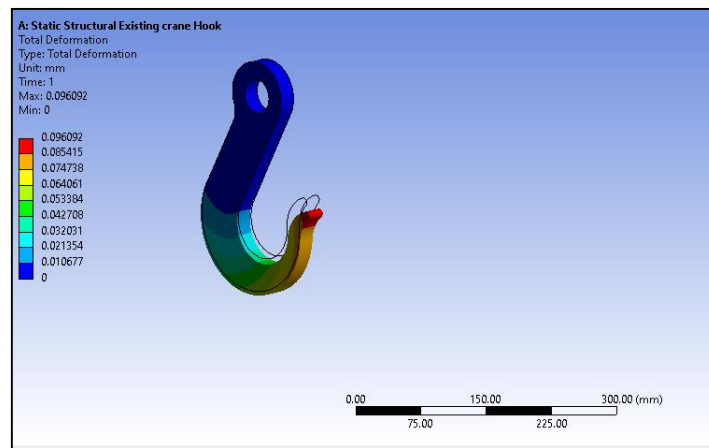 A: Static Structural Existing crane Hook
Total Deformation
Type: Total Deformation
Unit: mm
Time: 1
Max: 0.096092
Min: 0
0.096092
0.085415
0.074738
0.064061
0.053384
0.042708
0.032031
0.021354
0.010677
0
0.00 150.00 300.00 (mm)
75.00 225.00